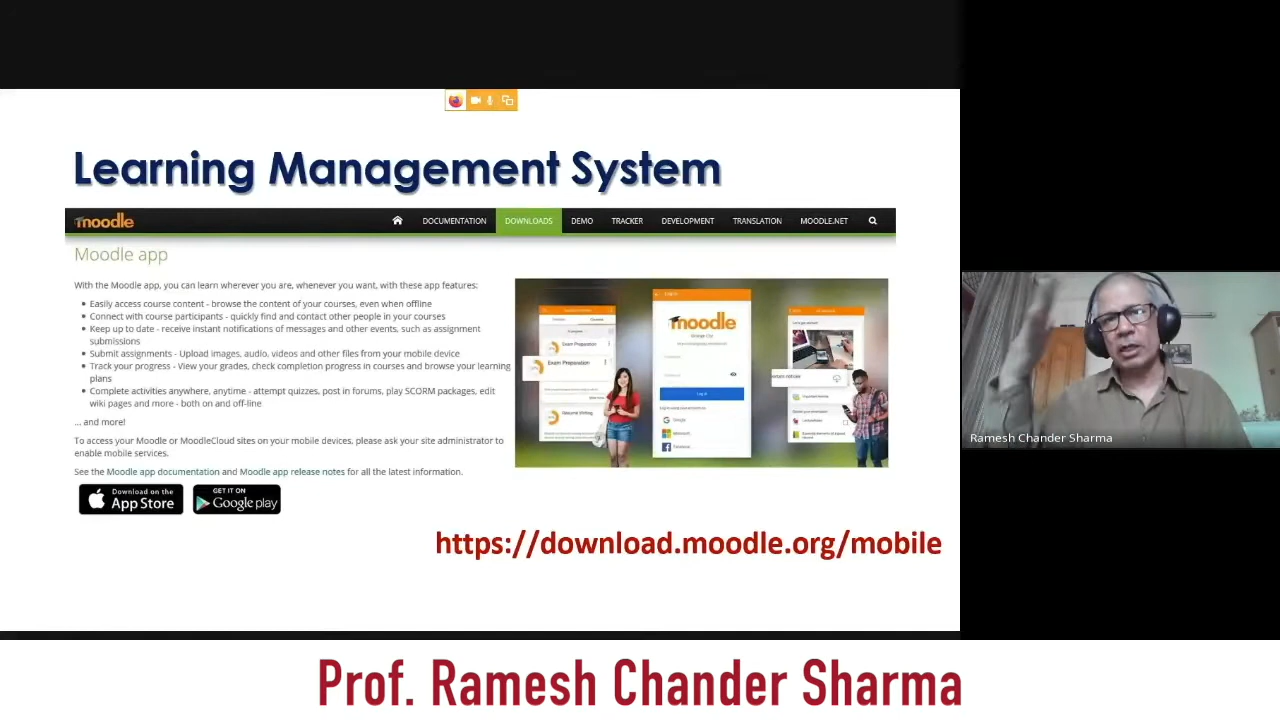 Learning Management System
moodle
DOCUMENTATION DOWNLOADS DEMO TRACKER DEVELOPMENT TRANSLATION MOODLE.NET
Moodle app
With the Moodle app, you can learn wherever you are, whenever you want, with these app features:
Easily access course content - browse the content of your courses, even when offline
Connect with course participants - quickly find and contact other people in your courses
Keep up to date - receive instant notifications of messages and other events, such as assignment
submissions
Submit assignments - Upload images, audio, videos and other files from your mobile device
Track your progress - View your grades, check completion progress in courses and browse your learning
plans
Complete activities anywhere, anytime - attempt quizzes, post in forums, play SCORM packages, edit
wiki pages and more - both on and off-line
... and more!
To access your Moodle or MoodleCloud sites on your mobile devices, please ask your site administrator to
enable mobile services.
See the Moodle app documentation and Moodle app release notes for all the latest information.
Download on the
App Store
GET IT ON
Google play
Exam Preparation
Exam Preparation
moodle
Log in
Google
Microsoft
Facebook
https://download.moodle.org/mobile
Ramesh Chander Sharma
Prof. Ramesh Chander Sharma